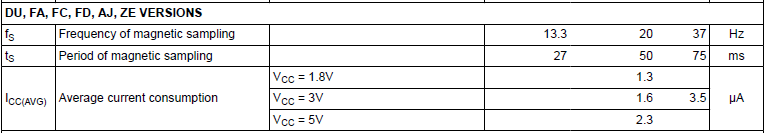 DU, FA, FC, FD, AJ, ZE VERSIONS
fS Frequency of magnetic sampling 13.3 20 37 Hz
tS Period of magnetic sampling 27 50 75 ms
VCC = 1.8V 1.3
ICC(AVG) Average current consumption VCC = 3V 1.6 3.5 µA
VCC = 5V 2.3